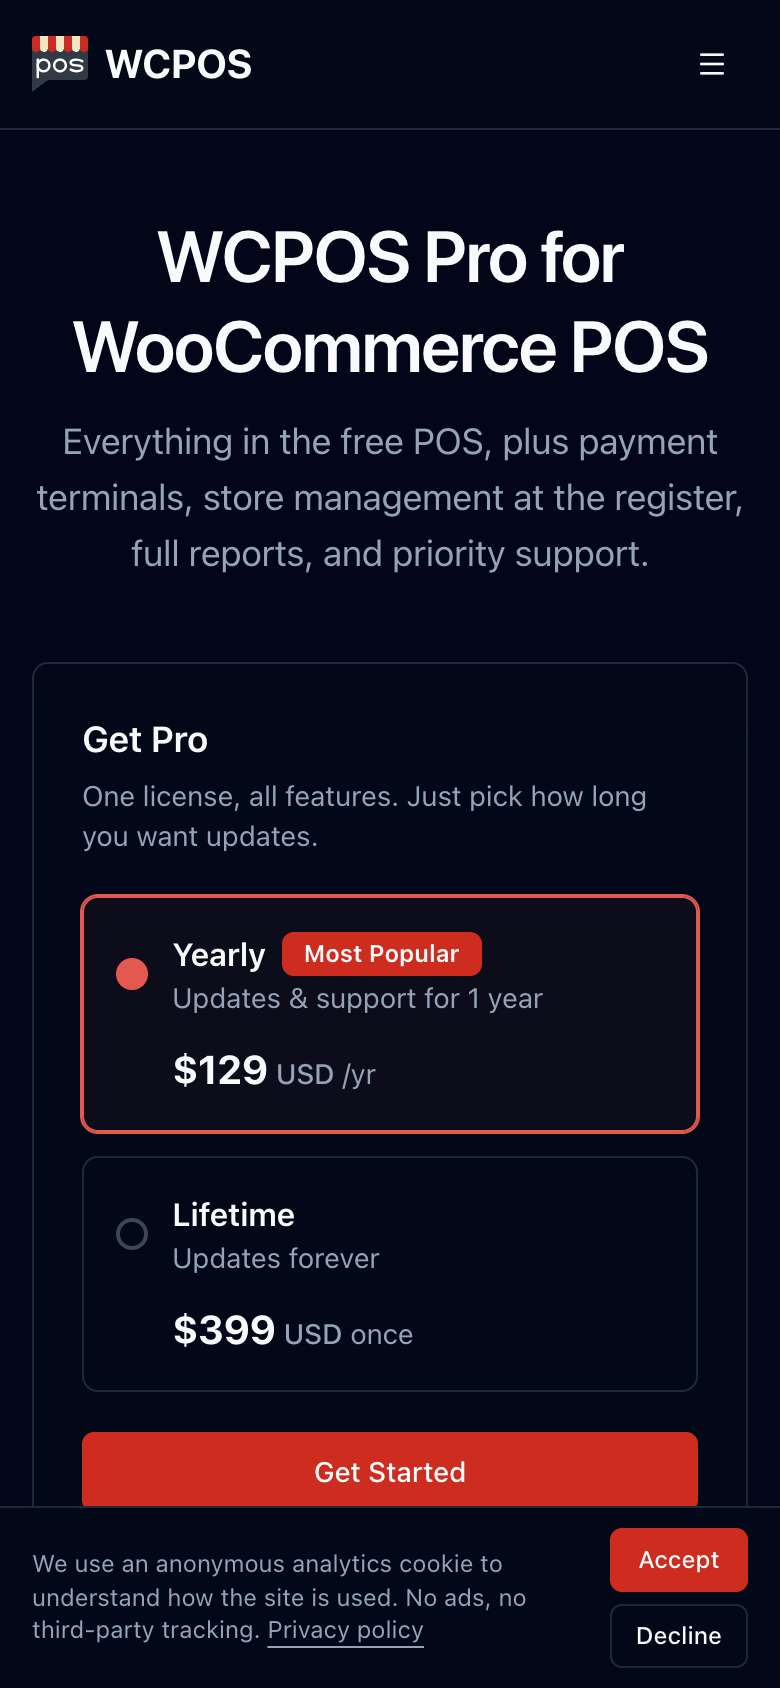 pos WCPOS
WCPOS Pro for
WooCommerce POS
Everything in the free POS, plus payment
terminals, store management at the register,
full reports, and priority support.
Get Pro
One license, all features. Just pick how long
you want updates.
Yearly Most Popular
Updates & support for 1 year
$129 USD /yr
Lifetime
Updates forever
$399 USD once
Get Started
We use an anonymous analytics cookie to
understand how the site is used. No ads, no
third-party tracking. Privacy policy
Accept
Decline